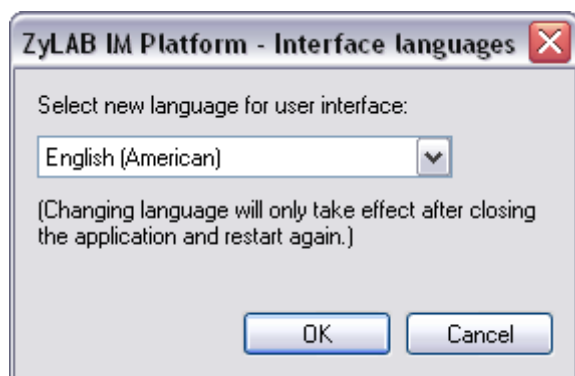 ZyLAB IM Platform - Interface languages
Select new language for user interface:
English (American)
(Changing language will only take effect after closing
the application and restart again.)
OK Cancel